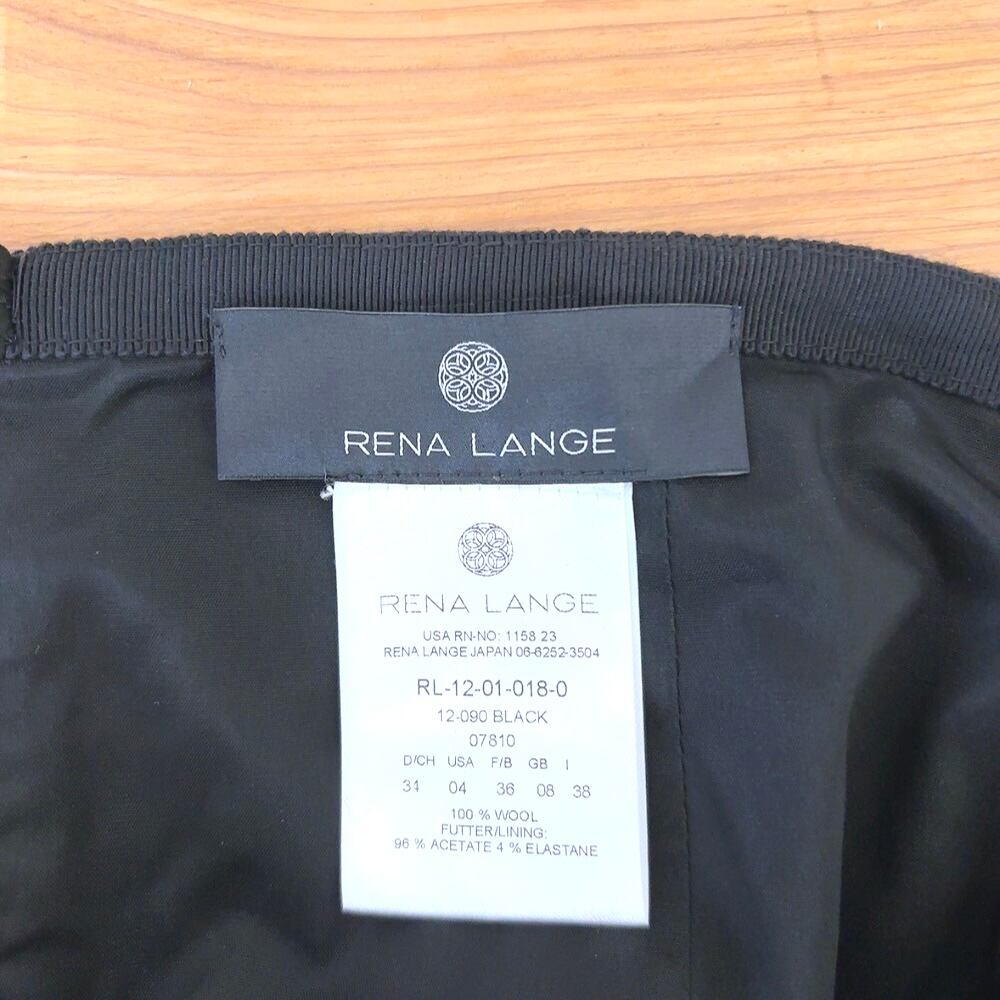 RENA LANGE
RENA LANGE
USA RN-NO: 1158 23
RENA LANGE JAPAN 06-6252-3504
RL-12-01-018-0
12-090 BLACK
07810
D/CH USA F/B GB I
34 04 36 08 38
100 % WOOL
FUTTER/LINING:
96 % ACETATE 4 % ELASTANE